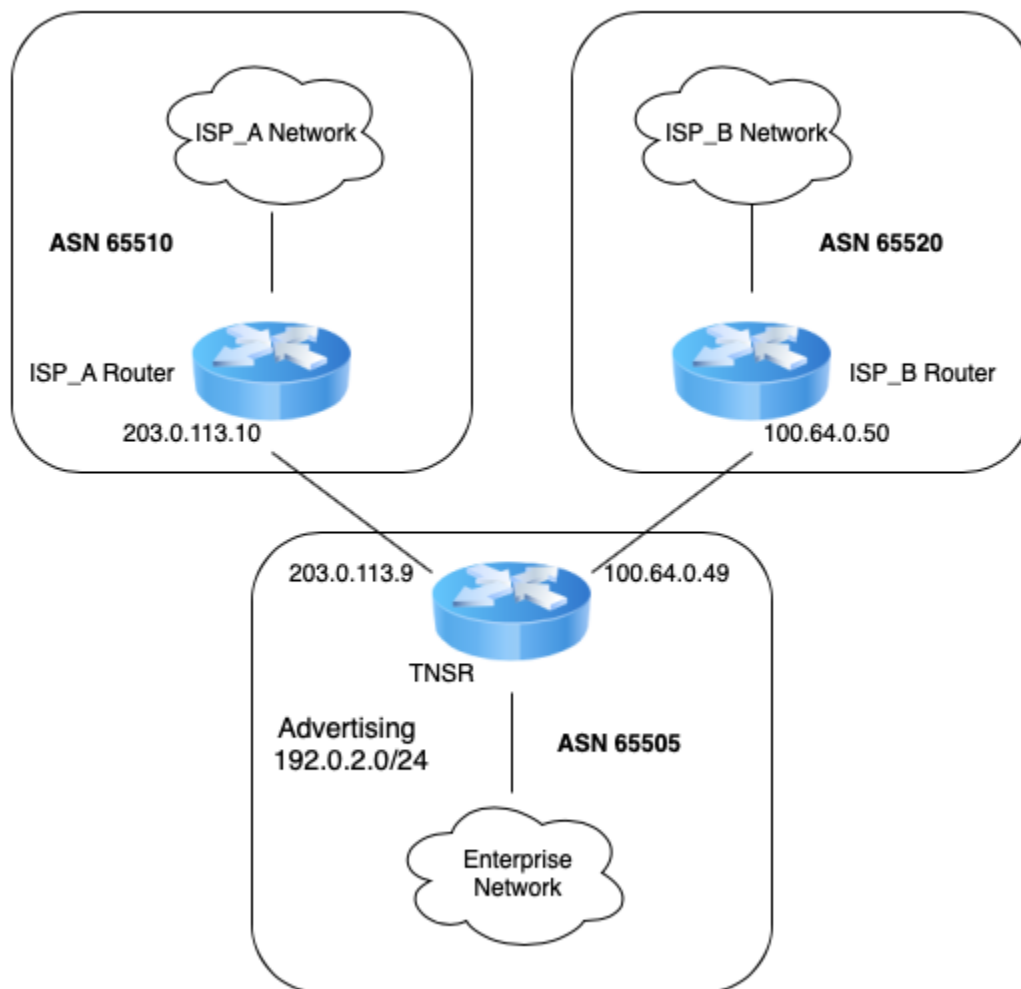 ISP_A Network
ISP_B Network
ASN 65510
ASN 65520
ISP_A Router
ISP_B Router
203.0.113.10
100.64.0.50
203.0.113.9
100.64.0.49
TNSR
Advertising
192.0.2.0/24
ASN 65505
Enterprise
Network